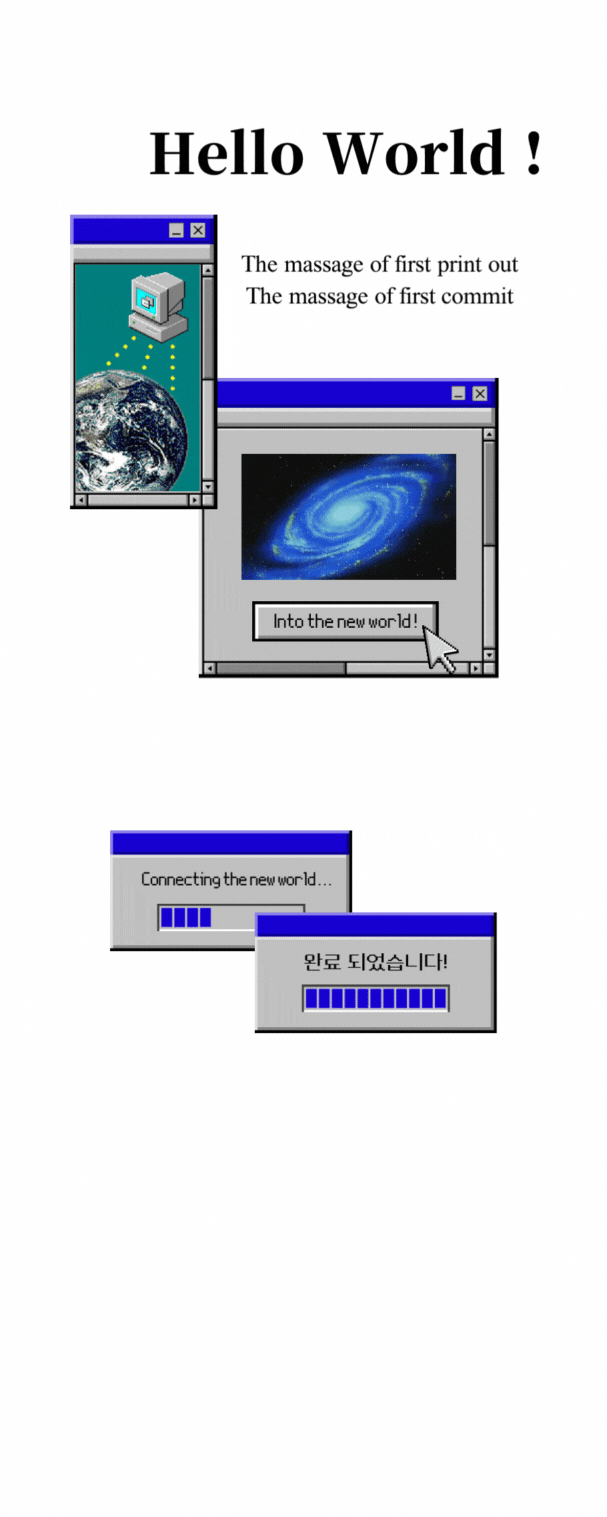 Hello World !
The massage of first print out
The massage of first commit
Into the new world!
Connecting the new world...
완료 되었습니다!